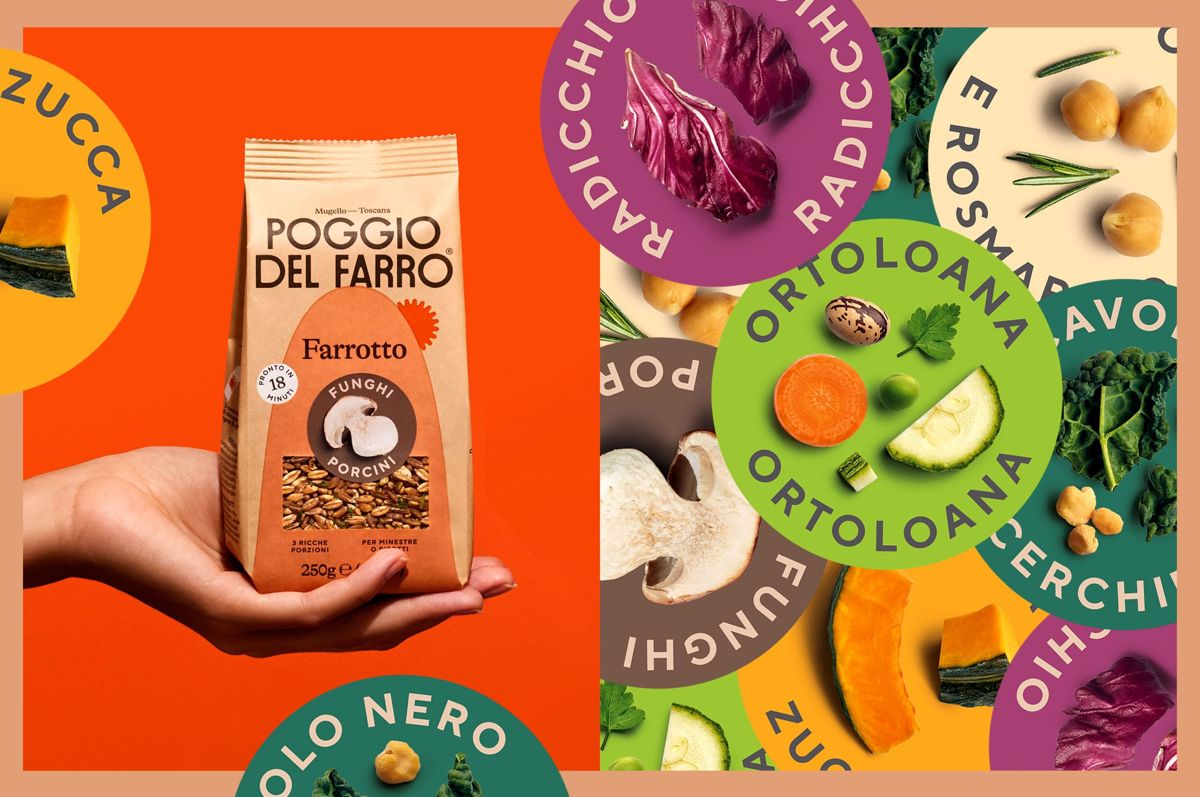 ZUCCA
Mugello — Toscana
POGGIO
DEL FARRO®
Farrotto
PRONTO IN
18
MINUTI
FUNGHI
PORCINI
3 RICCHE
PORZIONI
PER MINESTRE
O
250g e
OLO NERO
RADICCHIO
RADICCHIO
E ROSMAR
ORTOLOANA
ORTOLOANA
CAVOL
CERCHI
POR
FUNGHI
ZUC
CHIO